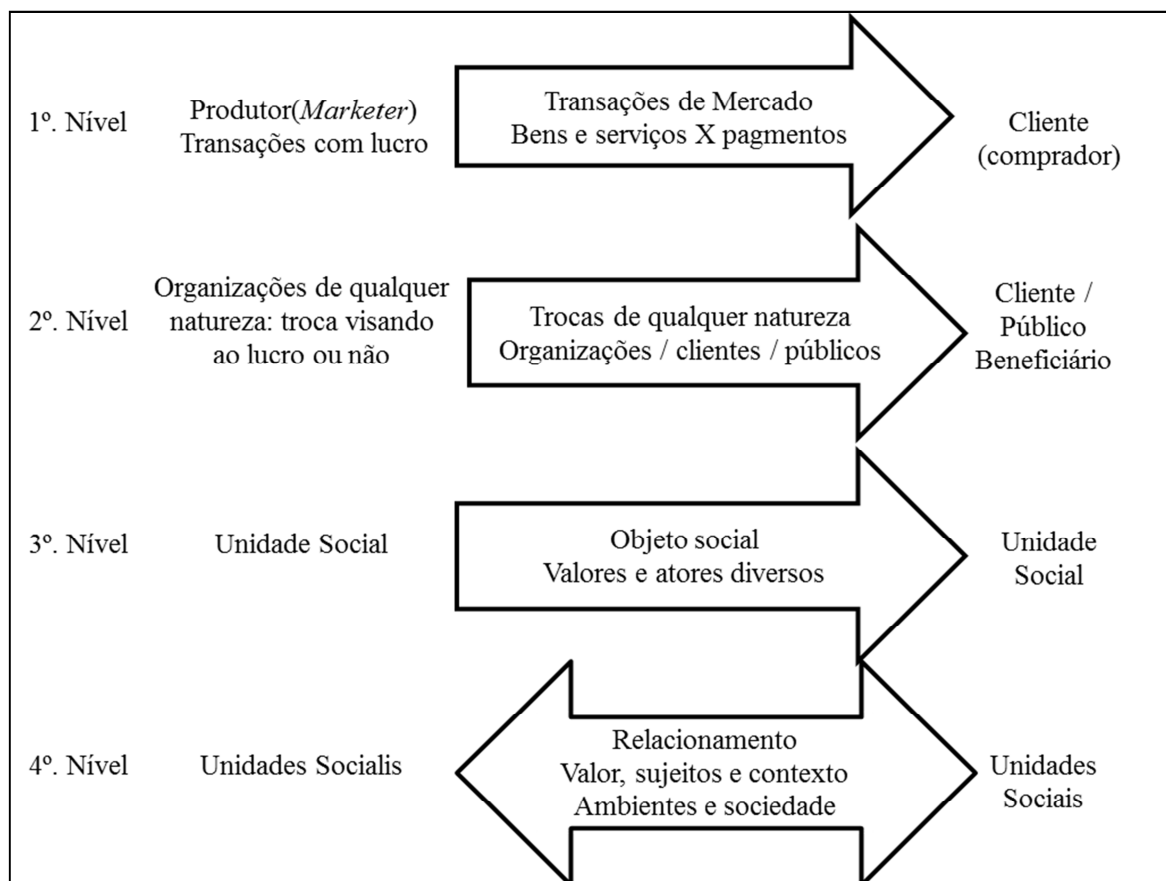 1º. Nível
Produtor(Marketer)
Transações com lucro
Transações de Mercado
Bens e serviços X pagmentos
Cliente
(comprador)
2º. Nível
Organizações de qualquer
natureza: troca visando
ao lucro ou não
Trocas de qualquer natureza
Organizações / clientes / públicos
Cliente /
Público
Beneficiário
3º. Nível
Unidade Social
Objeto social
Valores e atores diversos
Unidade
Social
4º. Nível
Unidades Socialis
Relacionamento
Valor, sujeitos e contexto
Ambientes e sociedade
Unidades
Sociais